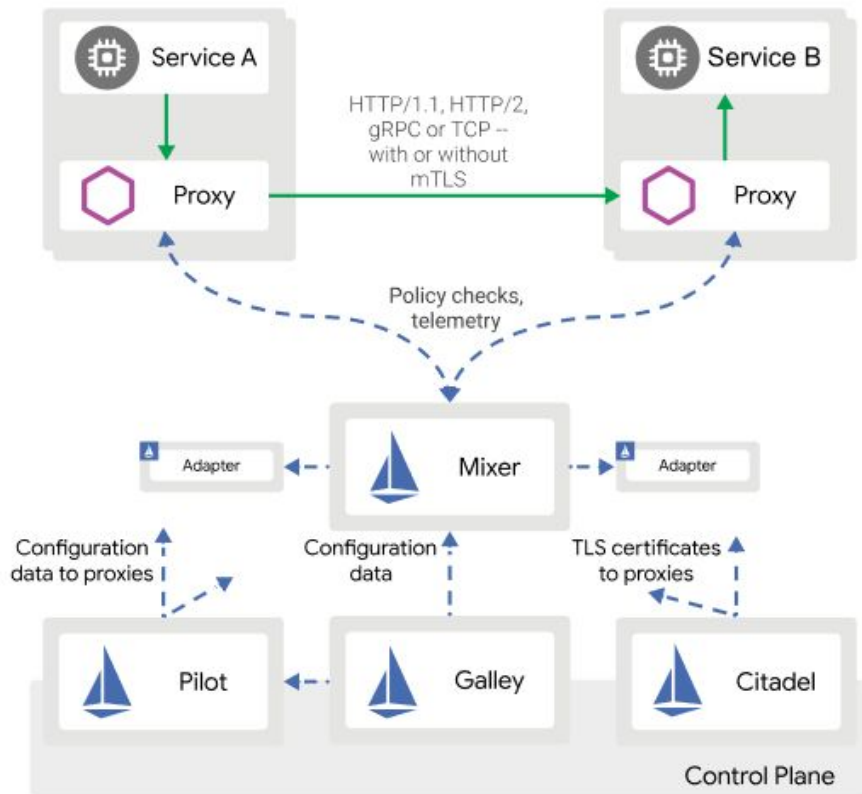 Service A
Service B
HTTP/1.1, HTTP/2,
gRPC or TCP --
with or without
mTLS
Proxy
Proxy
Policy checks,
telemetry
Mixer
Adapter
Adapter
Configuration
data to proxies
Configuration
data
TLS certificates
to proxies
Pilot
Galley
Citadel
Control Plane